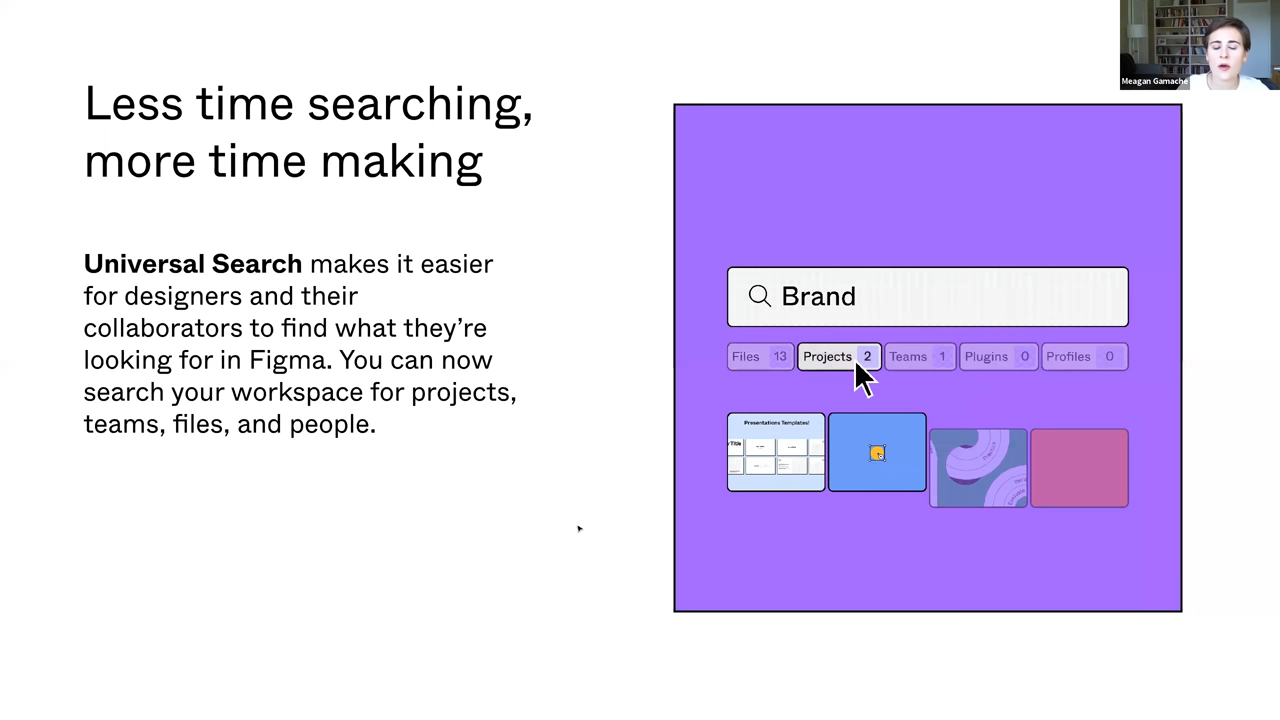 Less time searching,
more time making
Universal Search makes it easier
for designers and their
collaborators to find what they’re
looking for in Figma. You can now
search your workspace for projects,
teams, files, and people.
Meagan Gamache
Brand
Files 13 Projects 2 Teams 1 Plugins 0 Profiles 0
Presentations Templates!